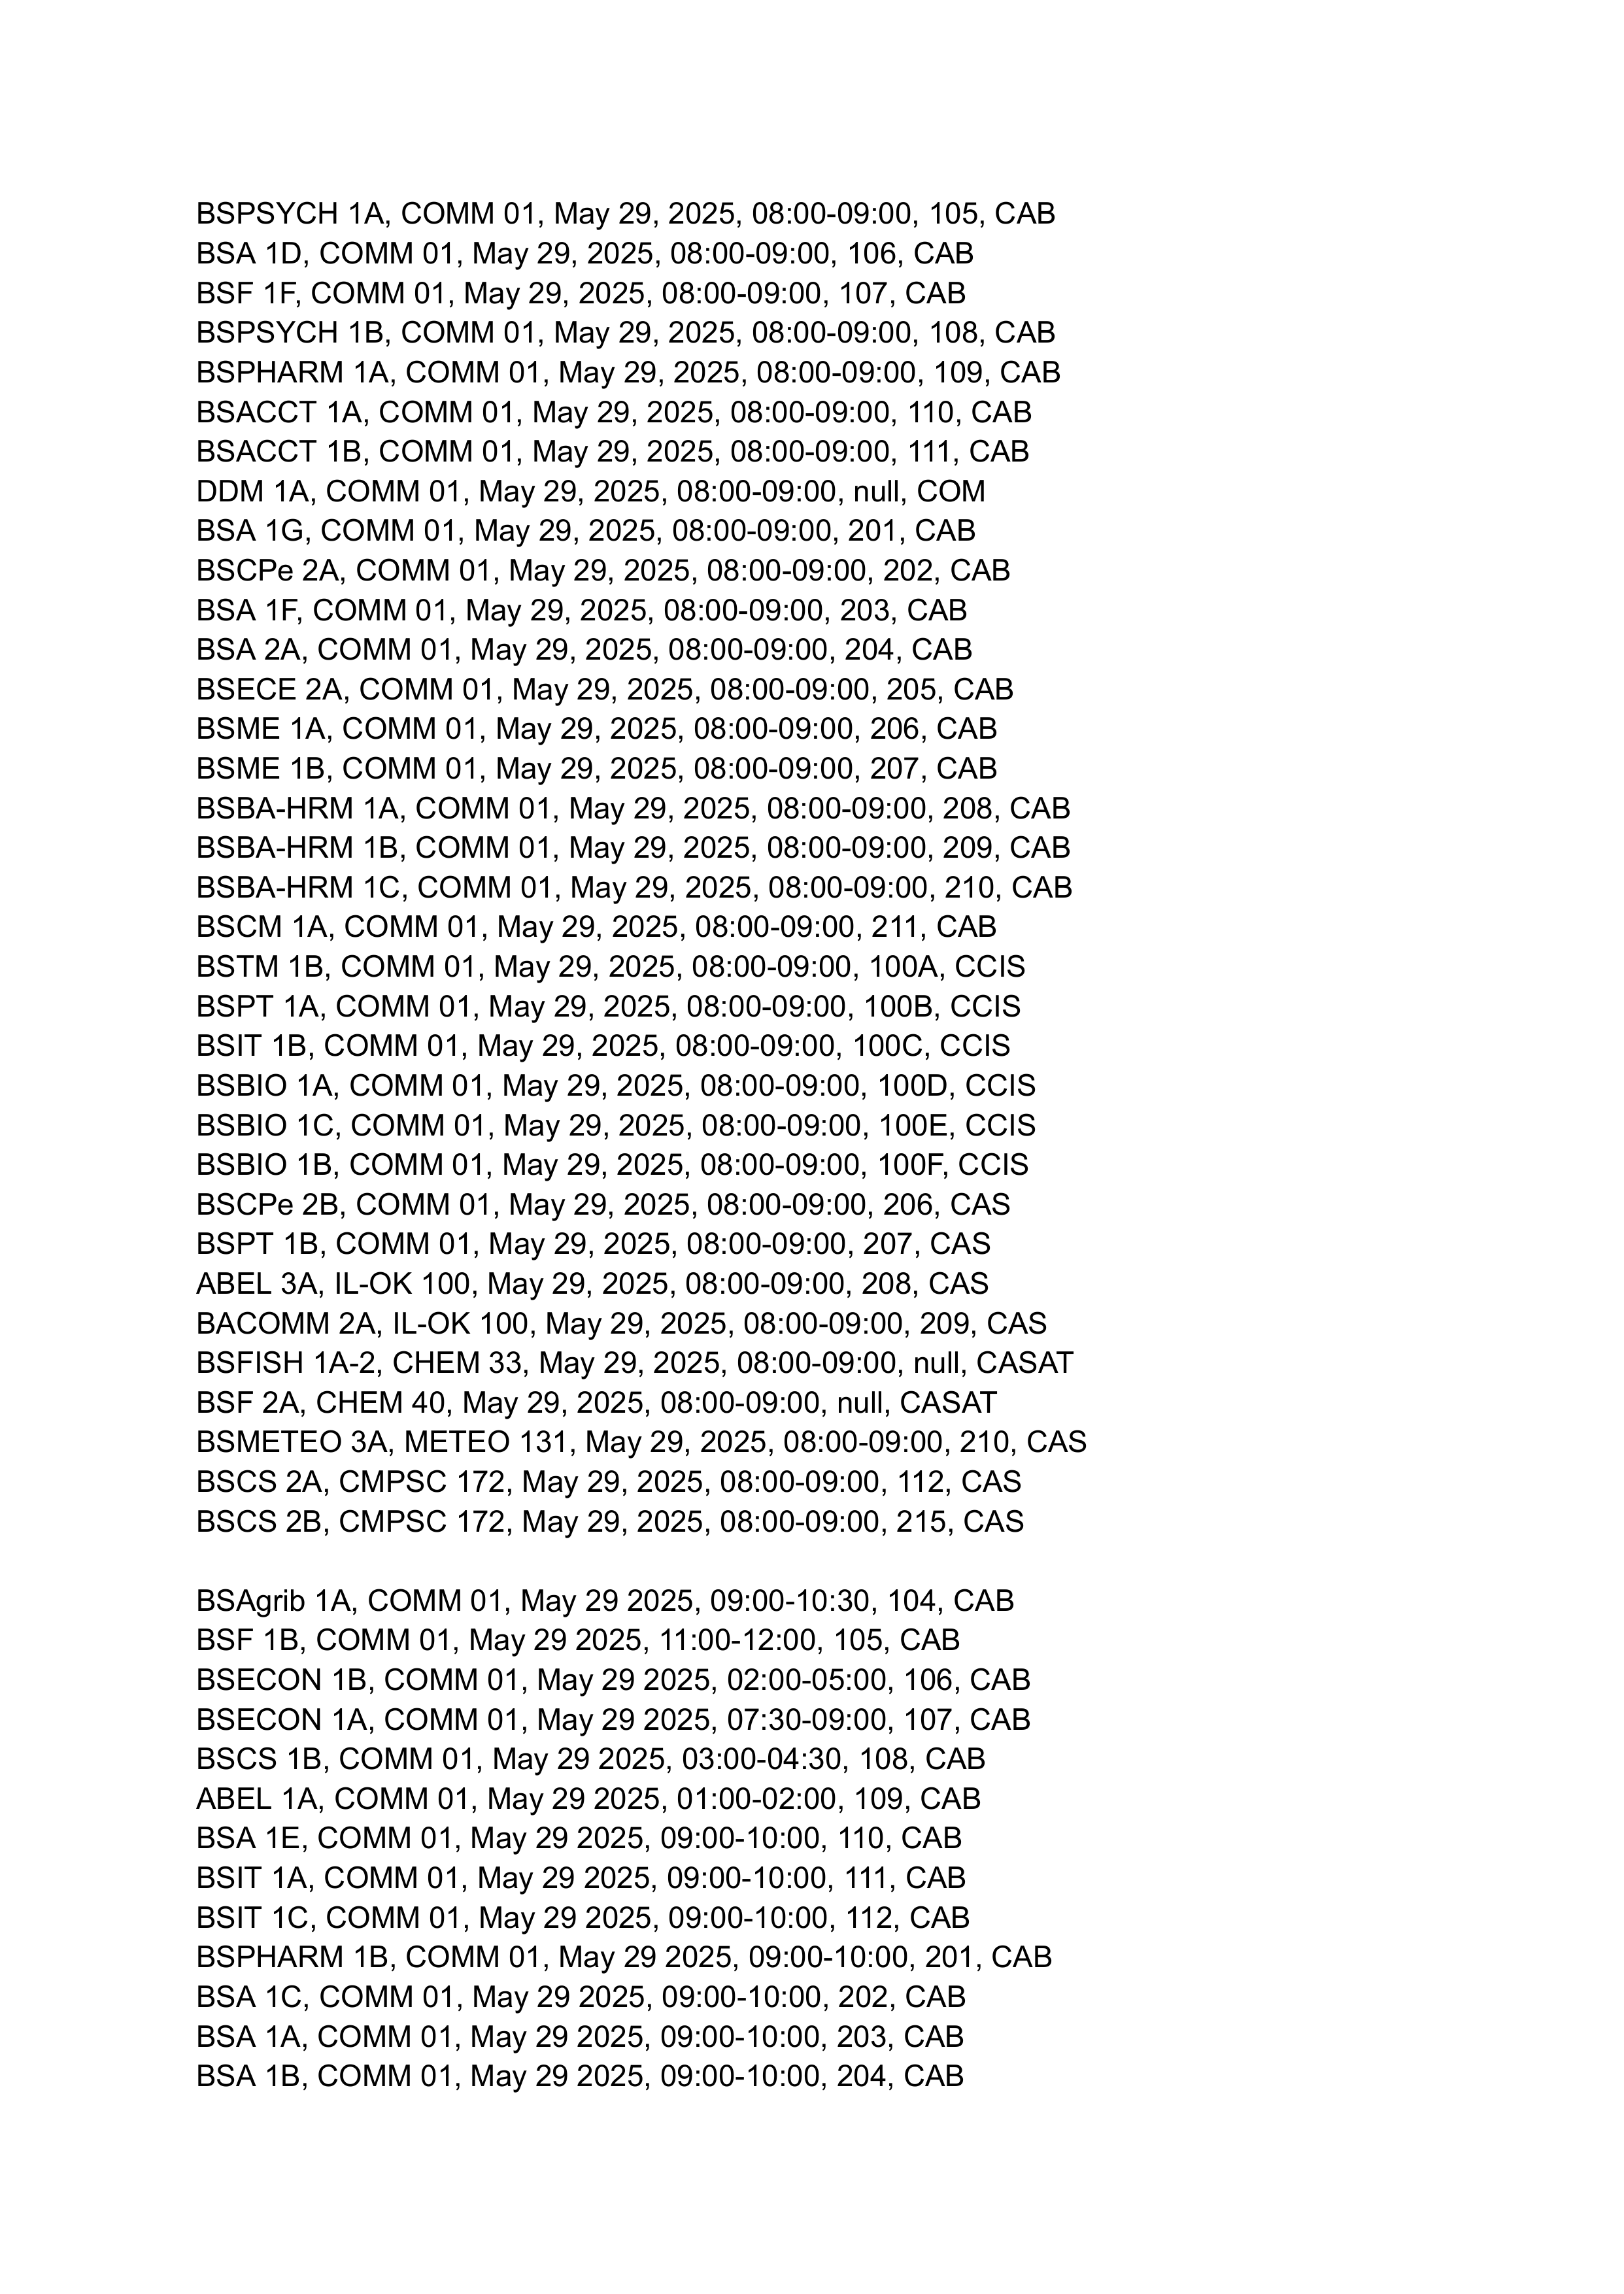 BSPSYCH 1A, COMM 01, May 29, 2025, 08:00-09:00, 105, CAB
BSA 1D, COMM 01, May 29, 2025, 08:00-09:00, 106, CAB
BSF 1F, COMM 01, May 29, 2025, 08:00-09:00, 107, CAB
BSPSYCH 1B, COMM 01, May 29, 2025, 08:00-09:00, 108, CAB
BSPHARM 1A, COMM 01, May 29, 2025, 08:00-09:00, 109, CAB
BSACCT 1A, COMM 01, May 29, 2025, 08:00-09:00, 110, CAB
BSACCT 1B, COMM 01, May 29, 2025, 08:00-09:00, 111, CAB
DDM 1A, COMM 01, May 29, 2025, 08:00-09:00, null, COM
BSA 1G, COMM 01, May 29, 2025, 08:00-09:00, 201, CAB
BSCPe 2A, COMM 01, May 29, 2025, 08:00-09:00, 202, CAB
BSA 1F, COMM 01, May 29, 2025, 08:00-09:00, 203, CAB
BSA 2A, COMM 01, May 29, 2025, 08:00-09:00, 204, CAB
BSECE 2A, COMM 01, May 29, 2025, 08:00-09:00, 205, CAB
BSME 1A, COMM 01, May 29, 2025, 08:00-09:00, 206, CAB
BSME 1B, COMM 01, May 29, 2025, 08:00-09:00, 207, CAB
BSBA-HRM 1A, COMM 01, May 29, 2025, 08:00-09:00, 208, CAB
BSBA-HRM 1B, COMM 01, May 29, 2025, 08:00-09:00, 209, CAB
BSBA-HRM 1C, COMM 01, May 29, 2025, 08:00-09:00, 210, CAB
BSCM 1A, COMM 01, May 29, 2025, 08:00-09:00, 211, CAB
BSTM 1B, COMM 01, May 29, 2025, 08:00-09:00, 100A, CCIS
BSPT 1A, COMM 01, May 29, 2025, 08:00-09:00, 100B, CCIS
BSIT 1B, COMM 01, May 29, 2025, 08:00-09:00, 100C, CCIS
BSBIO 1A, COMM 01, May 29, 2025, 08:00-09:00, 100D, CCIS
BSBIO 1C, COMM 01, May 29, 2025, 08:00-09:00, 100E, CCIS
BSBIO 1B, COMM 01, May 29, 2025, 08:00-09:00, 100F, CCIS
BSCPe 2B, COMM 01, May 29, 2025, 08:00-09:00, 206, CAS
BSPT 1B, COMM 01, May 29, 2025, 08:00-09:00, 207, CAS
ABEL 3A, IL-OK 100, May 29, 2025, 08:00-09:00, 208, CAS
BACOMM 2A, IL-OK 100, May 29, 2025, 08:00-09:00, 209, CAS
BSFISH 1A-2, CHEM 33, May 29, 2025, 08:00-09:00, null, CASAT
BSF 2A, CHEM 40, May 29, 2025, 08:00-09:00, null, CASAT
BSMETEO 3A, METEO 131, May 29, 2025, 08:00-09:00, 210, CAS
BSCS 2A, CMPSC 172, May 29, 2025, 08:00-09:00, 112, CAS
BSCS 2B, CMPSC 172, May 29, 2025, 08:00-09:00, 215, CAS
BSAgrib 1A, COMM 01, May 29 2025, 09:00-10:30, 104, CAB
BSF 1B, COMM 01, May 29 2025, 11:00-12:00, 105, CAB
BSECON 1B, COMM 01, May 29 2025, 02:00-05:00, 106, CAB
BSECON 1A, COMM 01, May 29 2025, 07:30-09:00, 107, CAB
BSCS 1B, COMM 01, May 29 2025, 03:00-04:30, 108, CAB
ABEL 1A, COMM 01, May 29 2025, 01:00-02:00, 109, CAB
BSA 1E, COMM 01, May 29 2025, 09:00-10:00, 110, CAB
BSIT 1A, COMM 01, May 29 2025, 09:00-10:00, 111, CAB
BSIT 1C, COMM 01, May 29 2025, 09:00-10:00, 112, CAB
BSPHARM 1B, COMM 01, May 29 2025, 09:00-10:00, 201, CAB
BSA 1C, COMM 01, May 29 2025, 09:00-10:00, 202, CAB
BSA 1A, COMM 01, May 29 2025, 09:00-10:00, 203, CAB
BSA 1B, COMM 01, May 29 2025, 09:00-10:00, 204, CAB